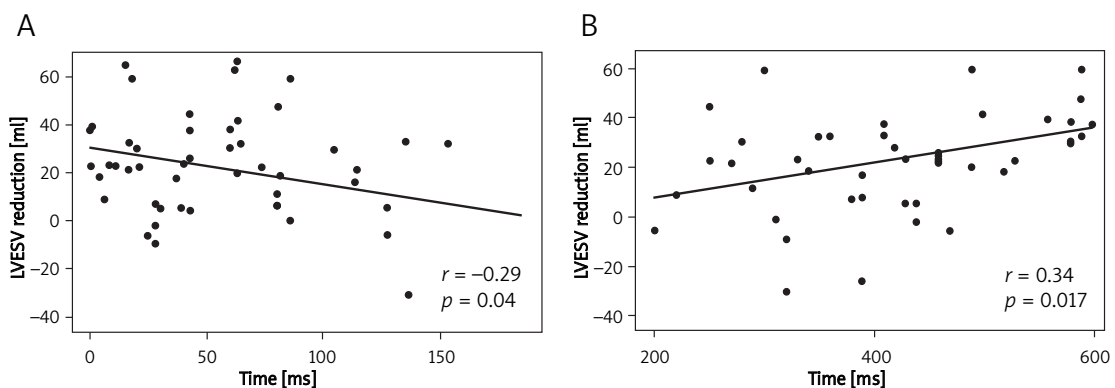 A
LVESV reduction [ml]
60
40
20
0
−20
−40
0
50
100
150
Time [ms]
r = −0.29
p = 0.04
B
LVESV reduction [ml]
60
40
20
0
−20
−40
200
400
600
Time [ms]
r = 0.34
p = 0.017